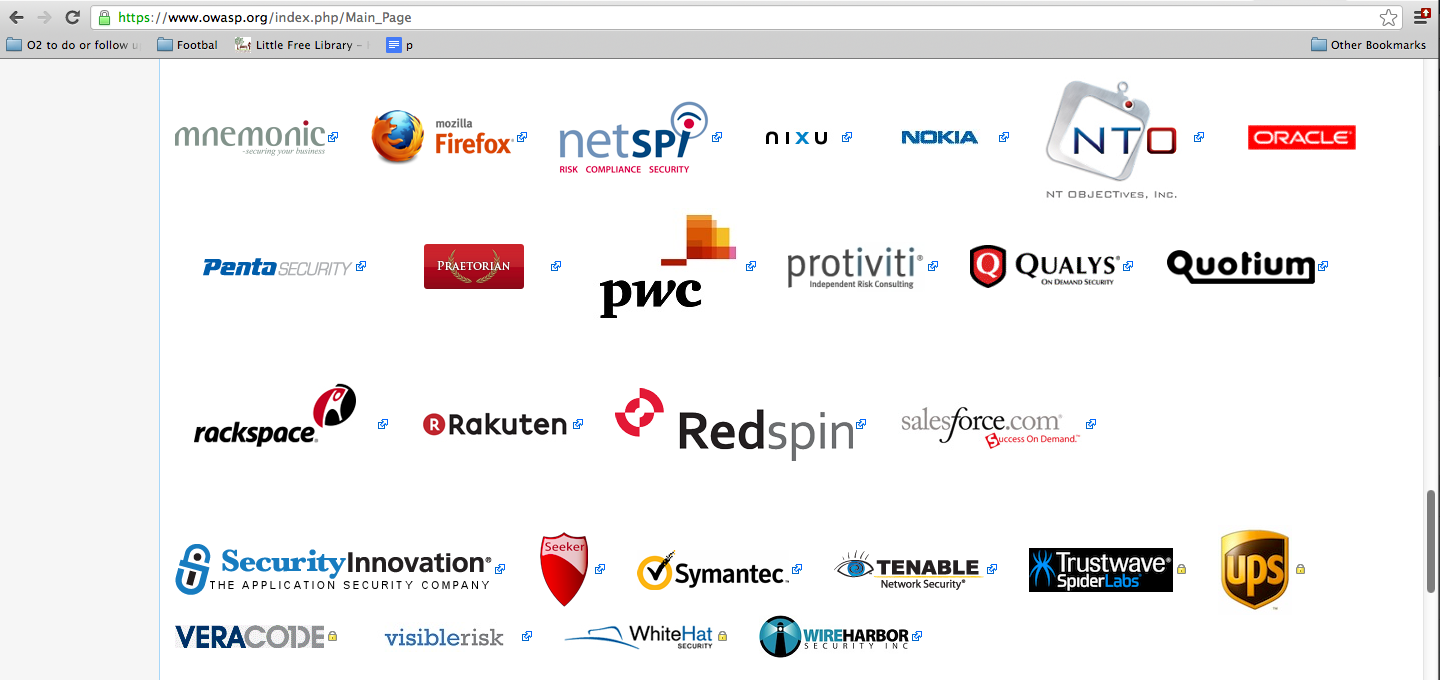 https://www.owasp.org/index.php/Main_Page
O2 to do or follow Footbal Little Free Library – p Other Bookmarks
mnemonic
-securing your business
mozilla
Firefox
netSPi
RISK COMPLIANCE SECURITY
NIXU
NOKIA
NTO
NT OBJECTives, Inc.
ORACLE
Penta SECURITY
PRAETORIAN
pwc
protiviti®
Independent Risk Consulting
Q
QUALYS®
ON DEMAND SECURITY
Quotium
rackspace.
R Rakuten
Redspin
salesforce.com
Success On Demand.™
SecurityInnovation®
THE APPLICATION SECURITY COMPANY
Seeker
Symantec.™
TENABLE
Network Security®
Trustwave®
SpiderLabs®
ups
™
VERACODE
visiblerisk
WhiteHat
SECURITY
WIREHARBOR
SECURITY INC